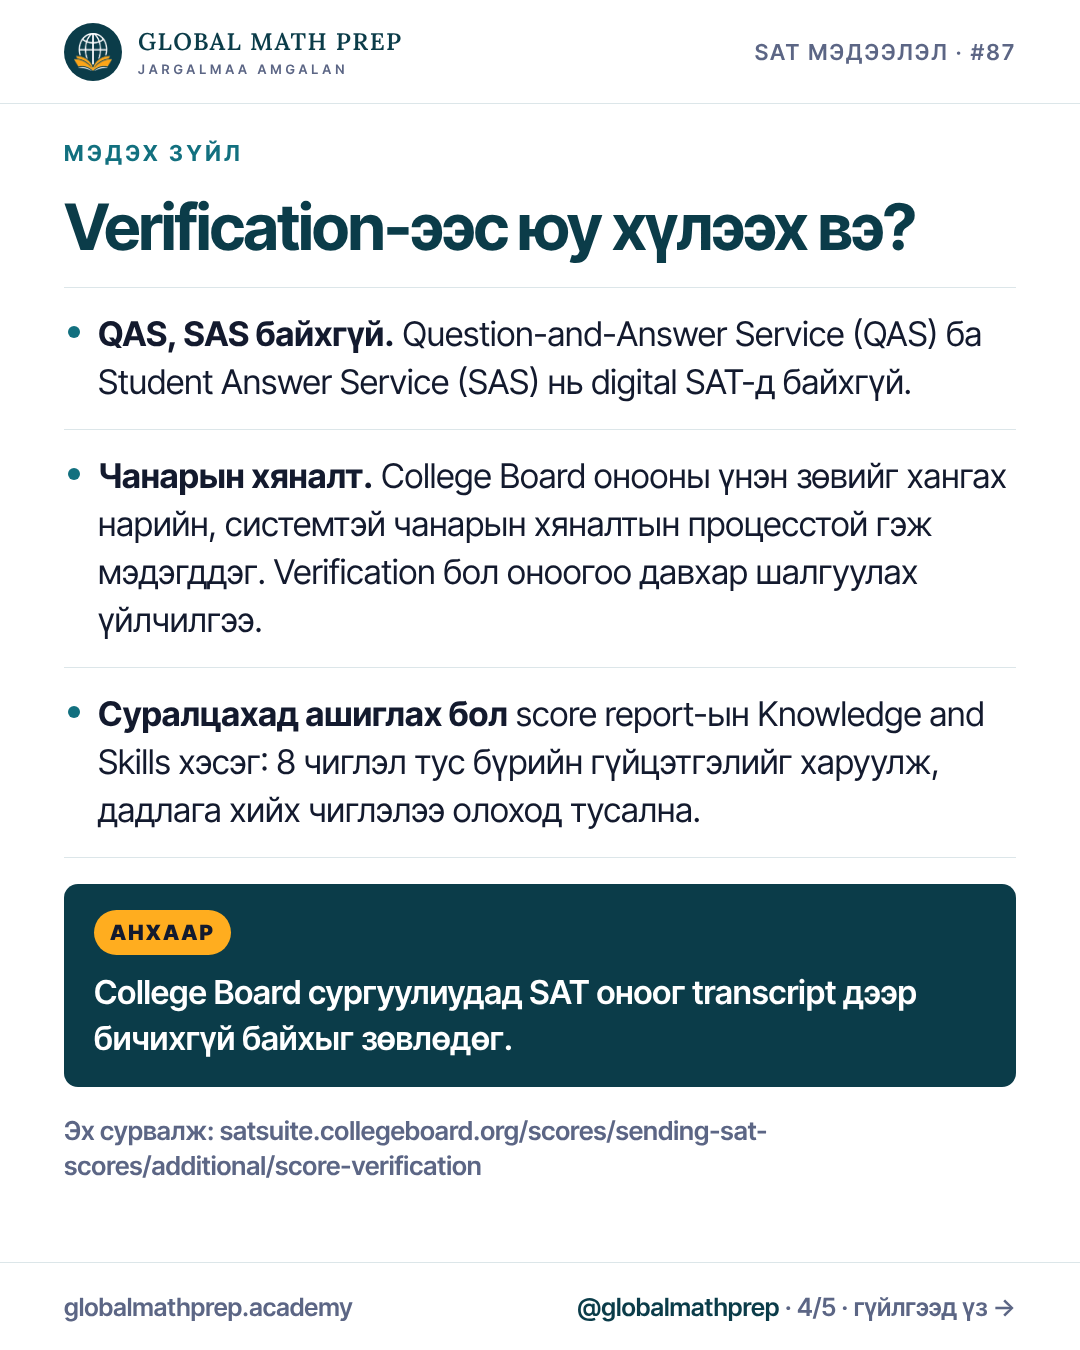 GLOBAL MATH PREP
JARGALMAA AMGALAN
SAT МЭДЭЭЛЭЛ · #87
МЭДЭХ ЗҮЙЛ
Verification-ээс юу хүлээх вэ?
• QAS, SAS байхгүй. Question-and-Answer Service (QAS) ба
Student Answer Service (SAS) нь digital SAT-д байхгүй.
• Чанарын хяналт. College Board онооны үнэн зөвийг хангах
нарийн, системтэй чанарын хяналтын процесстой гэж
мэдэгддэг. Verification бол оноогоо давхар шалгуулах
үйлчилгээ.
• Суралцахад ашиглах бол score report-ын Knowledge and
Skills хэсэг: 8 чиглэл тус бүрийн гүйцэтгэлийг харуулж,
дадлага хийх чиглэлээ олоход тусална.
АНХААР
College Board сургуулиудад SAT оноог transcript дээр
бичихгүй байхыг зөвлөдөг.
Эх сурвалж: satsuite.collegeboard.org/scores/sending-sat-
scores/additional/score-verification
globalmathprep.academy
@globalmathprep · 4/5 · гүйлгээд үз →